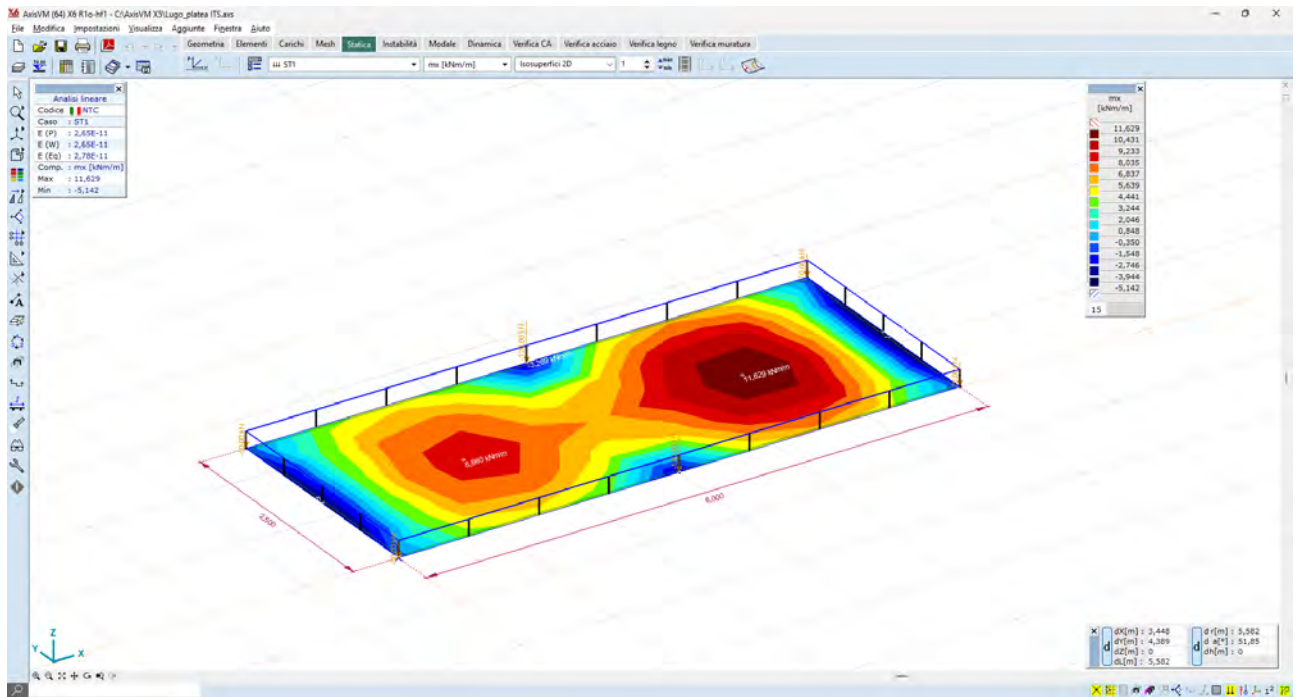 AxisVM (64) X6 R1o-hf1 - C:\AxisVM X5\Lugo_platea ITS.axs
File Modifica Impostazioni Visualizza Aggiunte Finestra Aiuto
Geometria Elementi Carichi Mesh Statica Instabilità Modale Dinamica Verifica CA Verifica acciaio Verifica legno Verifica muratura
ST1 mx [kNm/m] Isosuperfici 2D 1
Analisi lineare
Codice NTC
Caso : ST1
E (P) : 2,65E-11
E (W) : 2,65E-11
E (Eq) : 2,78E-11
Comp. : mx [kNm/m]
Max : 11,629
Min : -5,142
mx
[kNm/m]
11,629
10,431
9,233
8,035
6,837
5,639
4,441
3,244
2,046
0,848
-0,350
-1,548
-2,746
-3,944
-5,142
15
11,629 kNm/m
2,500
6,000
Z
Y
X
dX[m] : 3,448
dY[m] : 4,389
dZ[m] : 0
dL[m] : 5,582
d
d r[m] : 5,582
d a[°] : 51,85
dh[m] : 0
d